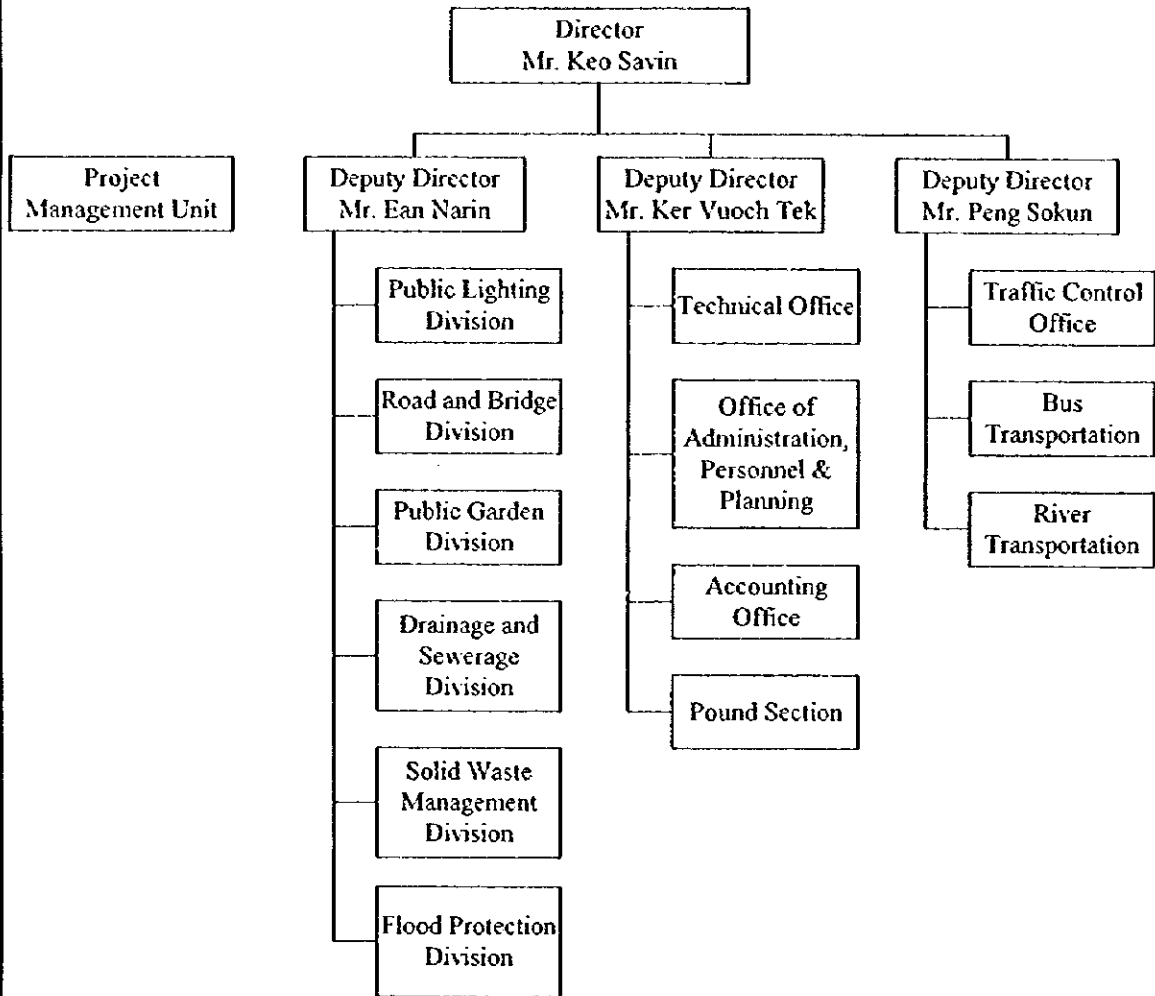 Director
Mr. Keo Savin
Project
Management Unit
Deputy Director
Mr. Ean Narin
Deputy Director
Mr. Ker Vuoch Tek
Deputy Director
Mr. Peng Sokun
Public Lighting
Division
Road and Bridge
Division
Public Garden
Division
Drainage and
Sewerage
Division
Solid Waste
Management
Division
Flood Protection
Division
Technical Office
Office of
Administration,
Personnel &
Planning
Accounting
Office
Pound Section
Traffic Control
Office
Bus
Transportation
River
Transportation